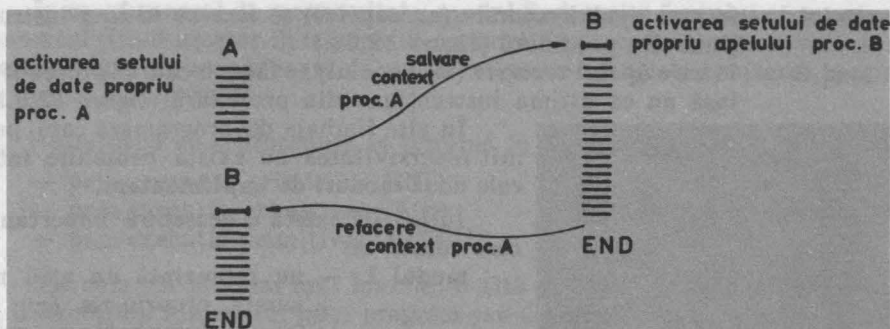 A
B
activarea setului de date
propriu apelului proc. B
activarea setului
de date propriu
proc. A
salvare
context
proc. A
B
refacere
context proc. A
END
END